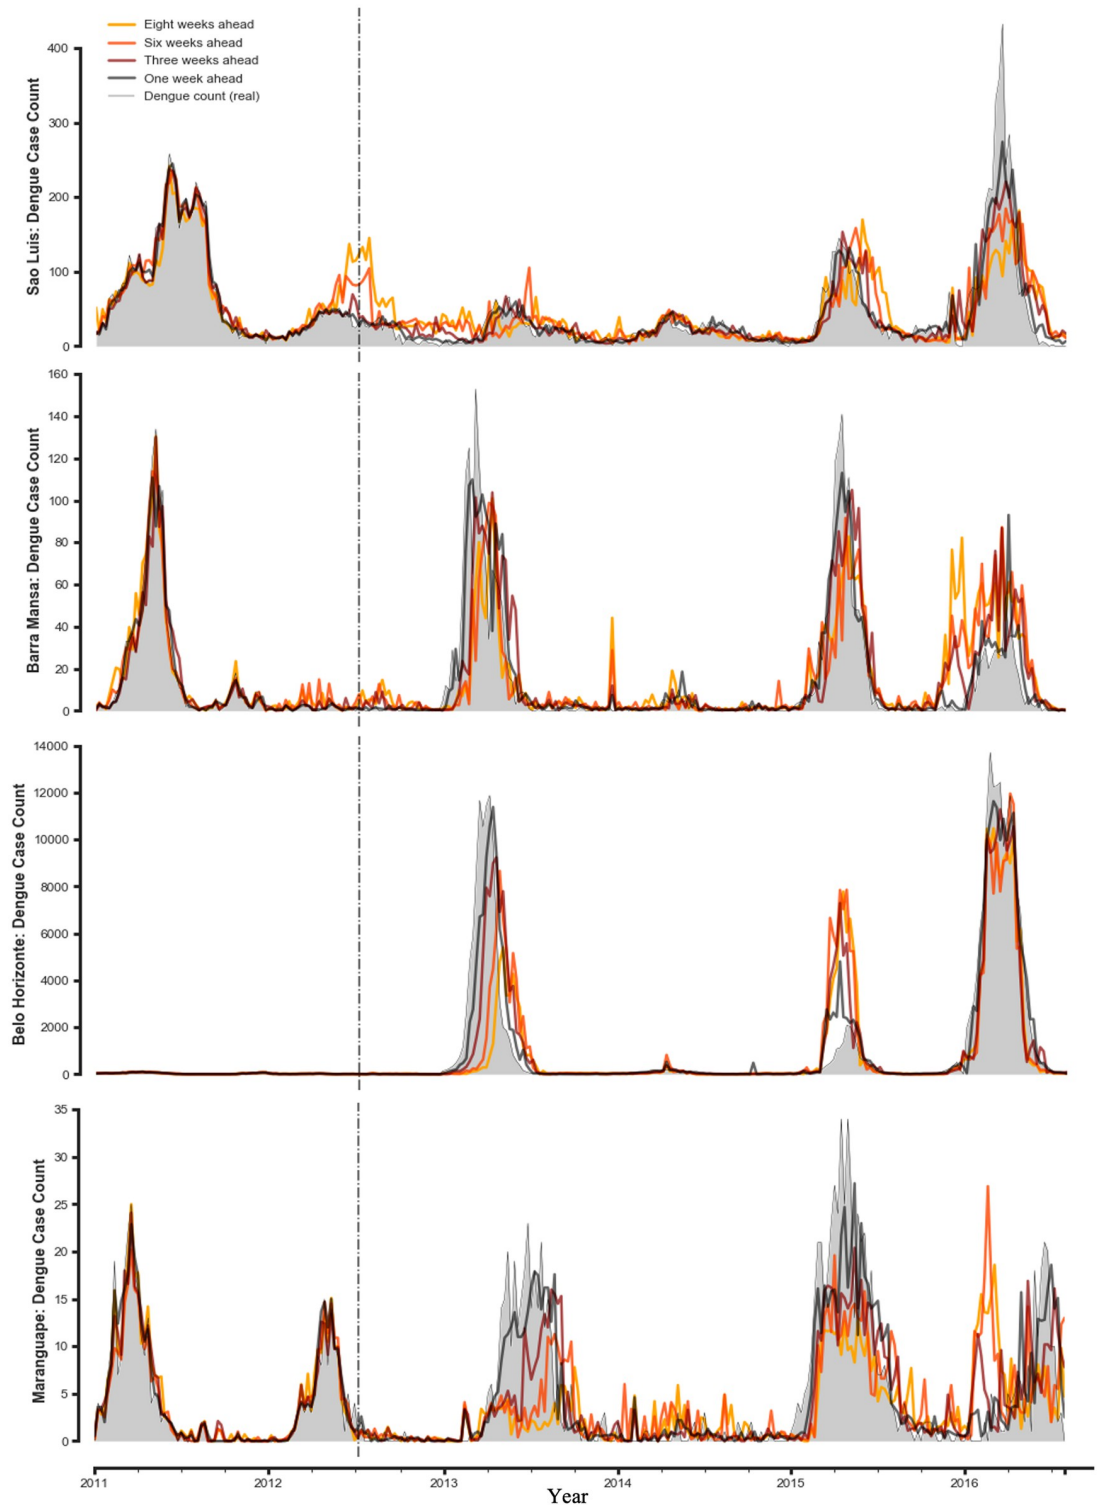 Eight weeks ahead
Six weeks ahead
Three weeks ahead
One week ahead
Dengue count (real)
Sao Luis: Dengue Case Count
400
300
200
100
0
Barra Mansa: Dengue Case Count
160
140
120
100
80
60
40
20
0
Belo Horizonte: Dengue Case Count
14000
12000
10000
8000
6000
4000
2000
0
Maranguape: Dengue Case Count
35
30
25
20
15
10
5
0
2011 2012 2013 2014 2015 2016
Year